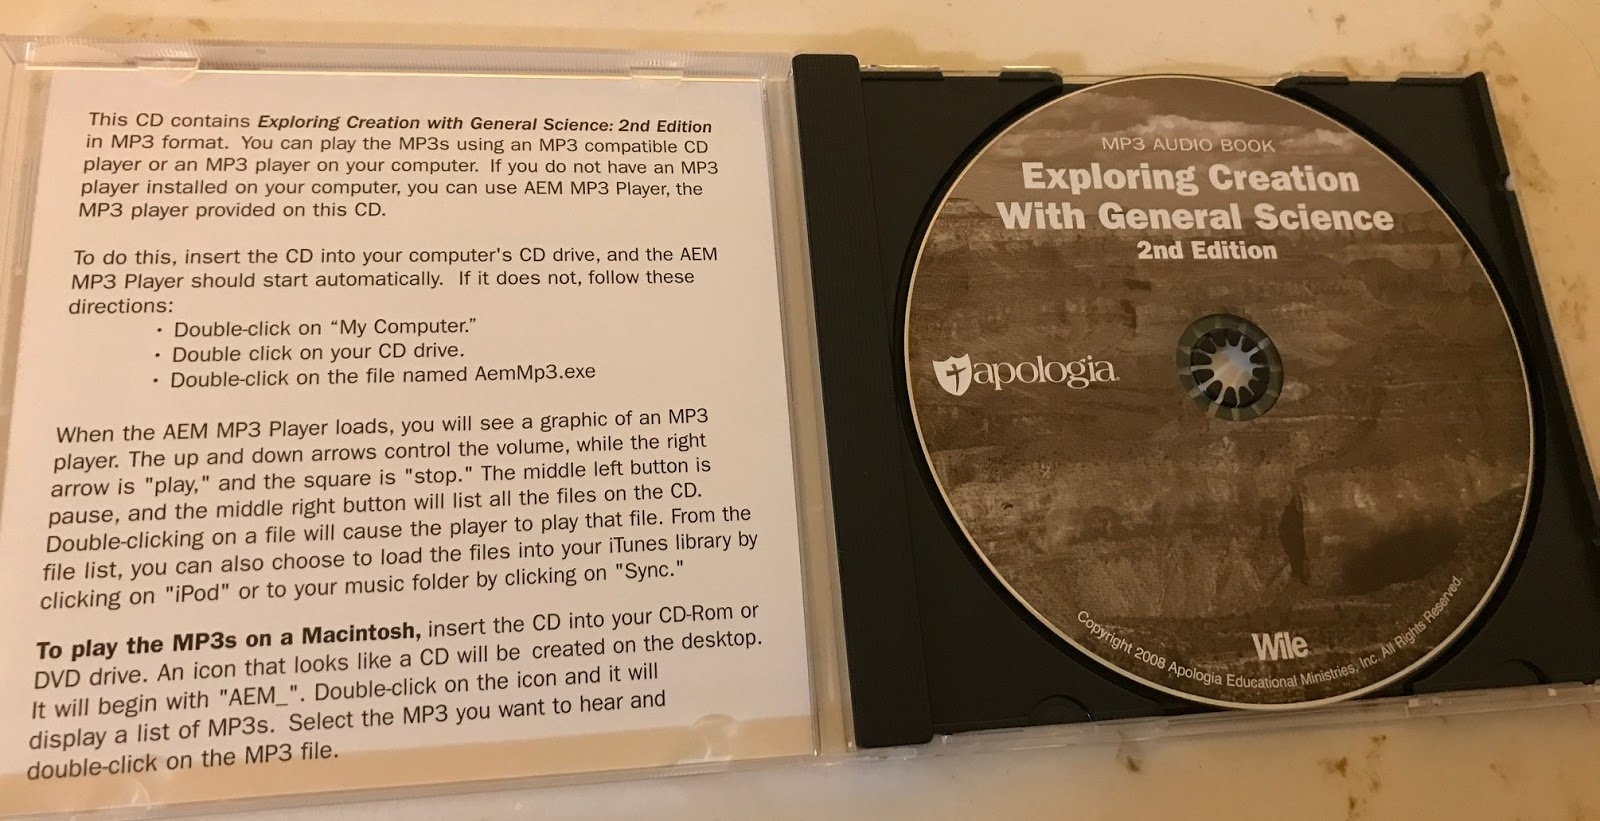 This CD contains Exploring Creation with General Science: 2nd Edition
in MP3 format.  You can play the MP3s using an MP3 compatible CD
player or an MP3 player on your computer.  If you do not have an MP3
player installed on your computer, you can use AEM MP3 Player, the
MP3 player provided on this CD.
To do this, insert the CD into your computer's CD drive, and the AEM
MP3 Player should start automatically.  If it does not, follow these
directions:
• Double-click on “My Computer.”
• Double click on your CD drive.
• Double-click on the file named AemMp3.exe
When the AEM MP3 Player loads, you will see a graphic of an MP3
player. The up and down arrows control the volume, while the right
arrow is "play," and the square is "stop." The middle left button is
pause, and the middle right button will list all the files on the CD.
Double-clicking on a file will cause the player to play that file. From the
file list, you can also choose to load the files into your iTunes library by
clicking on "iPod" or to your music folder by clicking on "Sync."
To play the MP3s on a Macintosh, insert the CD into your CD-Rom or
DVD drive. An icon that looks like a CD will be created on the desktop.
It will begin with "AEM_". Double-click on the icon and it will
display a list of MP3s. Select the MP3 you want to hear and
double-click on the MP3 file.
MP3 AUDIO BOOK
Exploring Creation
With General Science
2nd Edition
apologia
Wile
Copyright 2008 Apologia Educational Ministries, Inc. All Rights Reserved.